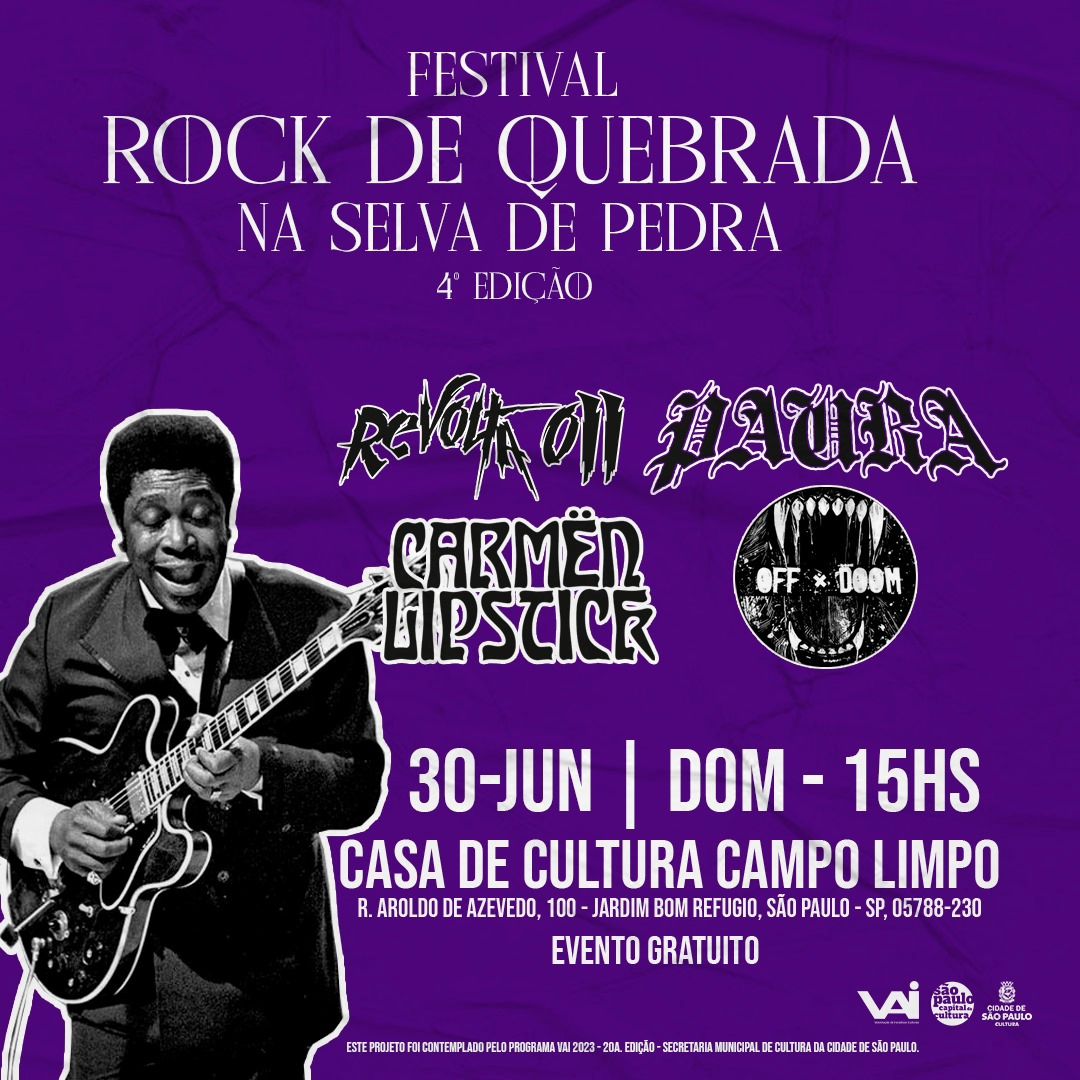 FESTIVAL
ROCK DE QUEBRADA
NA SELVA DE PEDRA
4º EDIÇÃO
REVOLTA 011
PAURA
CARMËN
LIPSTICK
OFF × DOOM
30-JUN | DOM - 15HS
CASA DE CULTURA CAMPO LIMPO
R. AROLDO DE AZEVEDO, 100 - JARDIM BOM REFUGIO, SÃO PAULO - SP, 05788-230
EVENTO GRATUITO
VAI
são
paulo
capital da
cultura
CIDADE DE
SÃO PAULO
CULTURA
ESTE PROJETO FOI CONTEMPLADO PELO PROGRAMA VAI 2023 - 20A. EDIÇÃO - SECRETARIA MUNICIPAL DE CULTURA DA CIDADE DE SÃO PAULO.